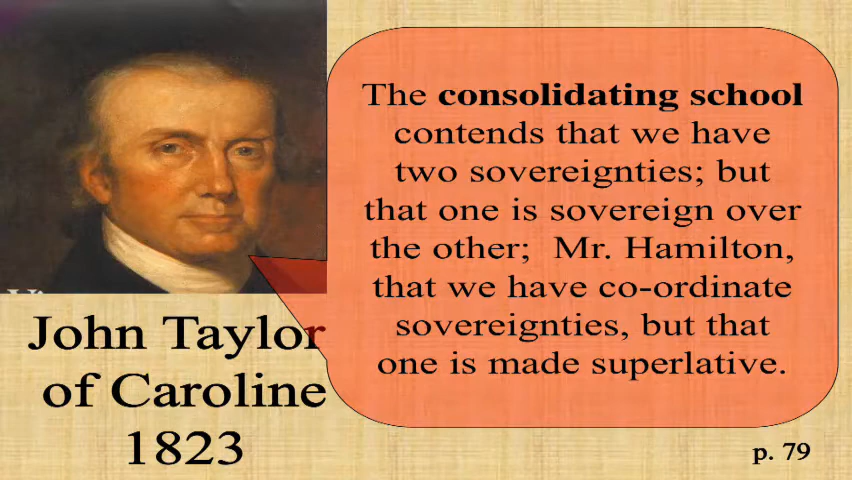 The consolidating school
contends that we have
two sovereignties; but
that one is sovereign over
the other;  Mr. Hamilton,
that we have co-ordinate
sovereignties, but that
one is made superlative.
John Taylor
of Caroline
1823
p. 79